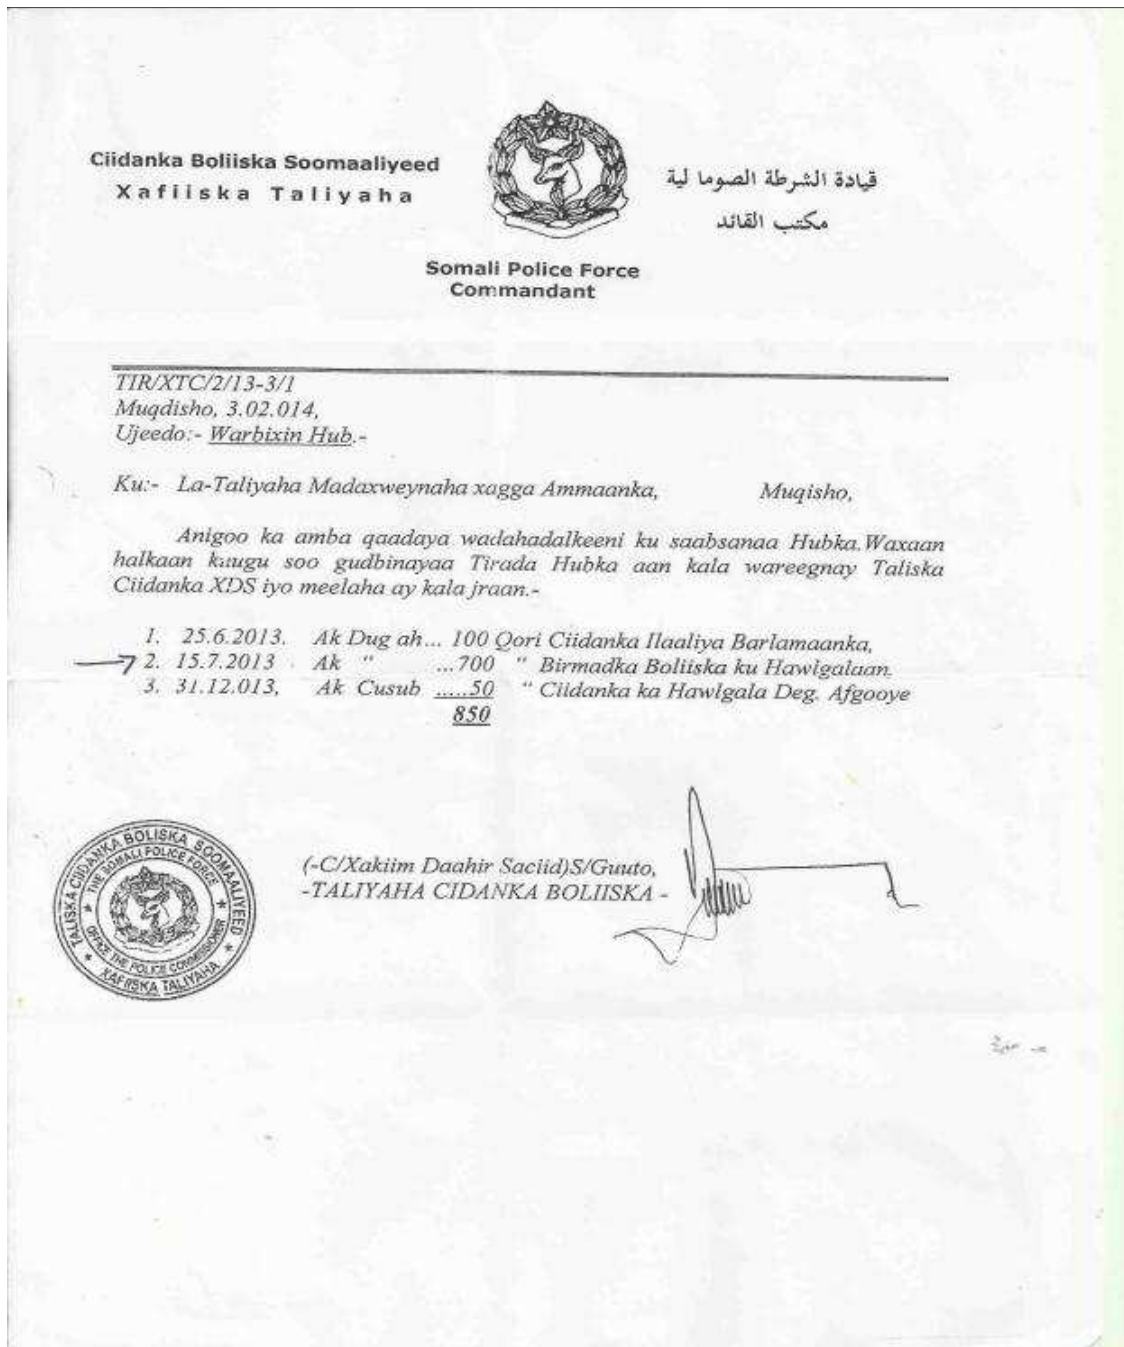 Ciidanka Boliiska Soomaaliyeed
Xafiiska Taliyaha
قيادة الشرطة الصوما لية
مكتب القائد
Somali Police Force
Commandant
TIR/XTC/2/13-3/1
Muqdisho, 3.02.014,
Ujeedo:- Warbixin Hub.-
Ku:- La-Taliyaha Madaxweynaha xagga Ammaanka, Muqisho,
Anigoo ka amba qaadaya wadahadalkeeni ku saabsanaa Hubka.Waxaan
halkaan kuugu soo gudbinayaa Tirada Hubka aan kala wareegnay Taliska
Ciidanka XDS iyo meelaha ay kala jraan.-
1. 25.6.2013. Ak Dug ah... 100 Qori Ciidanka Ilaaliya Barlamaanka,
2. 15.7.2013 Ak " ...700 " Birmadka Boliiska ku Hawlgalaan.
3. 31.12.013, Ak Cusub .....50 " Ciidanka ka Hawlgala Deg. Afgooye
850
(-C/Xakiim Daahir Saciid)S/Guuto,
-TALIYAHA CIDANKA BOLIISKA -
TALISKA CIIDANKA BOLISKA SOOMAALIYEED
THE SOMALI POLICE FORCE
OFFICE THE POLICE COMMISSIONER
XAFIISKA TALIYAHA